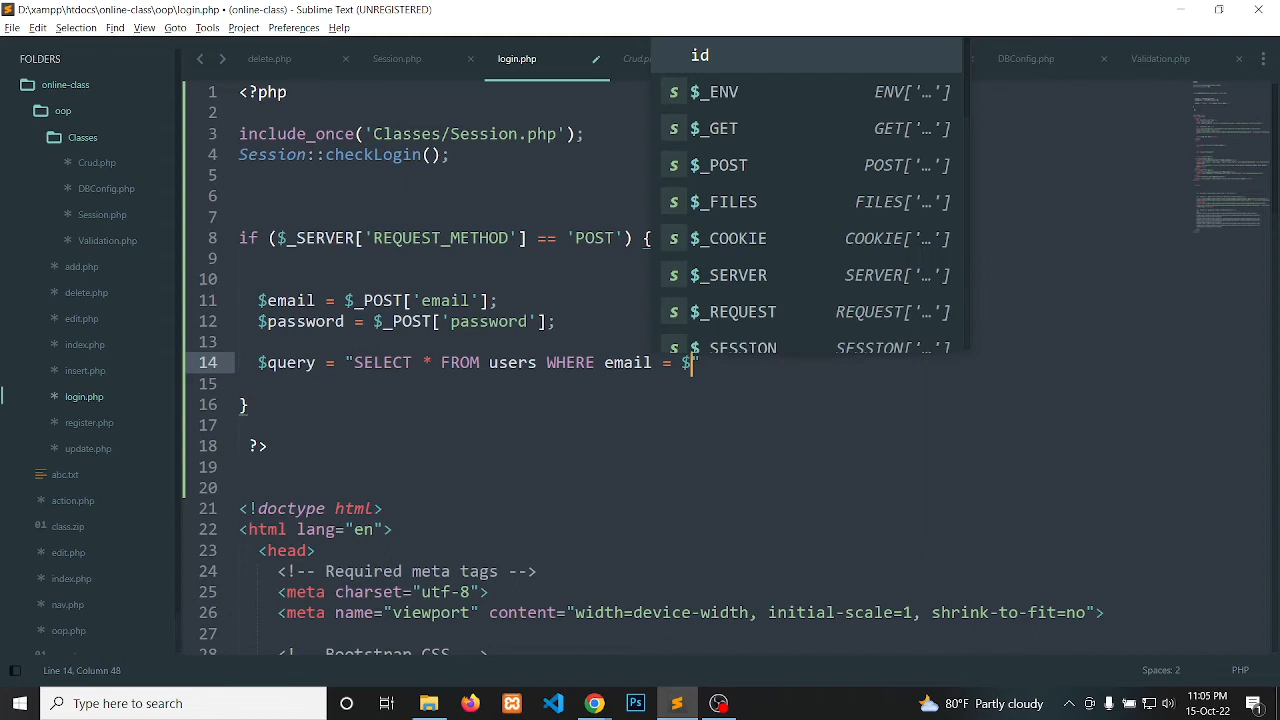 D:\xampp\htdocs\online-class\oop\login.php • (online-class) - Sublime Text (UNREGISTERED)
File Edit Selection Find View Goto Tools Project Preferences Help
FOLDERS
online-class
oop
Classes
Crud.php
DBConfig.php
Session.php
Validation.php
add.php
delete.php
edit.php
index.php
insert.php
login.php
register.php
update.php
abc.txt
action.php
class.zip
edit.php
index.php
nav.php
oop.php
delete.php × Session.php × login.php DBConfig.php × Validation.php ×
id
s $_ENV ENV['…']
s $_GET GET['…']
s $_POST POST['…']
s $_FILES FILES['…']
s $_COOKIE COOKIE['…']
s $_SERVER SERVER['…']
s $_REQUEST REQUEST['…']
s $_SESSION SESSION['…']
1 <?php
2
3 include_once('Classes/Session.php');
4 Session::checkLogin();
5
6
7
8 if ($_SERVER['REQUEST_METHOD'] == 'POST') {
9
10
11 $email = $_POST['email'];
12 $password = $_POST['password'];
13
14 $query = "SELECT * FROM users WHERE email = $"
15
16 }
17
18 ?>
19
20
21 <!doctype html>
22 <html lang="en">
23 <head>
24 <!-- Required meta tags -->
25 <meta charset="utf-8">
26 <meta name="viewport" content="width=device-width, initial-scale=1, shrink-to-fit=no">
27
28 <!-- Bootstrap CSS -->
Line 14, Column 48
Spaces: 2 PHP
Type here to search
80°F Partly cloudy
11:05 PM
15-Oct-22